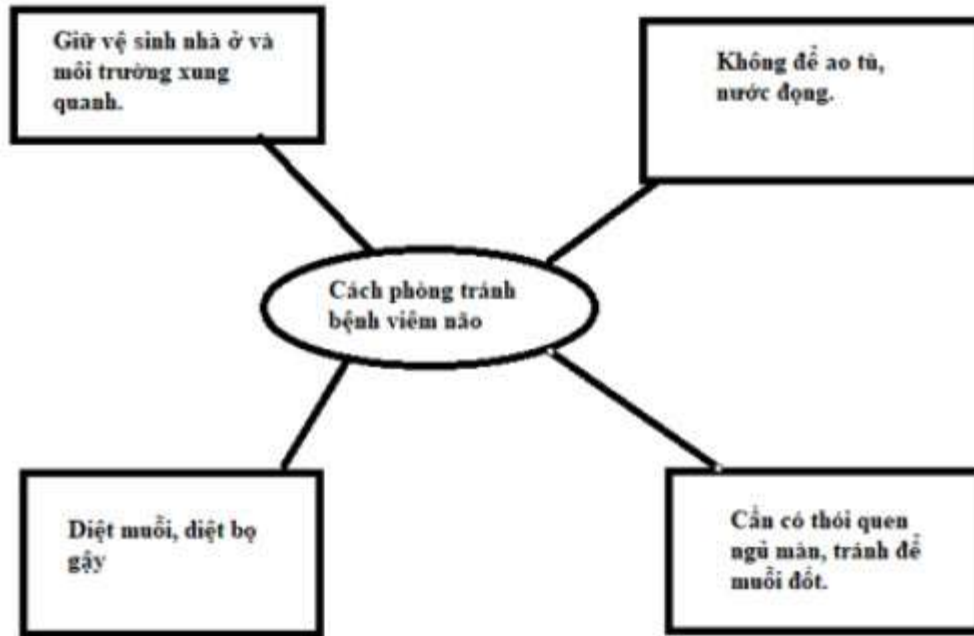 Giữ vệ sinh nhà ở và
môi trường xung
quanh.
Không để ao tù,
nước đọng.
Cách phòng tránh
bệnh viêm não
Diệt muỗi, diệt bọ
gậy
Cần có thói quen
ngủ màn, tránh để
muỗi đốt.